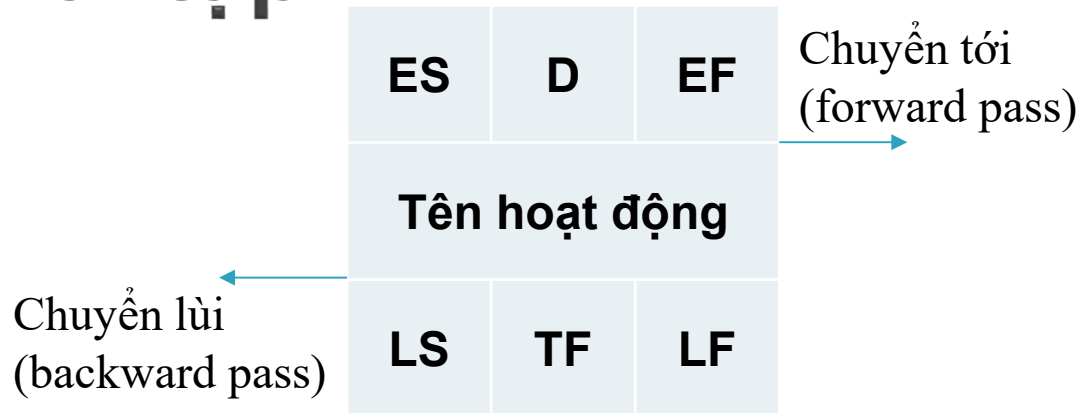 ES D EF
Chuyển tới
(forward pass)
Tên hoạt động
Chuyển lùi
(backward pass)
LS TF LF